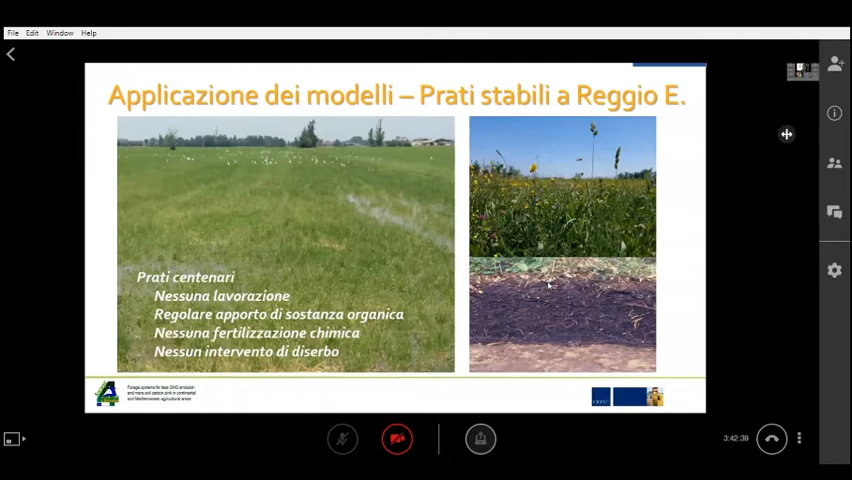 File Edit Window Help
Applicazione dei modelli – Prati stabili a Reggio E.
Prati centenari
Nessuna lavorazione
Regolare apporto di sostanza organica
Nessuna fertilizzazione chimica
Nessun intervento di diserbo
Forage systems for less GHG emission
and more soil carbon sink in continental
and Mediterranean agricultural areas
3:42:39